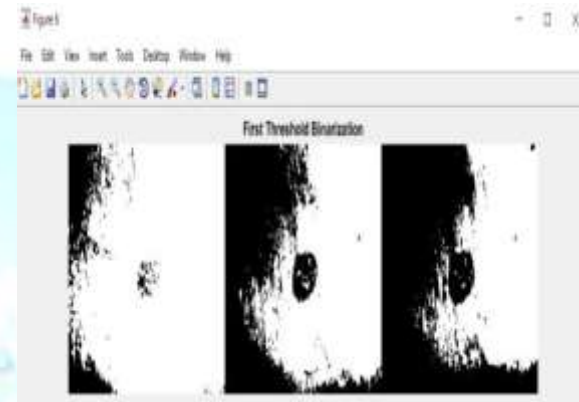 Figure 6
File Edit View Insert Tools Desktop Window Help
First Threshold Binarization